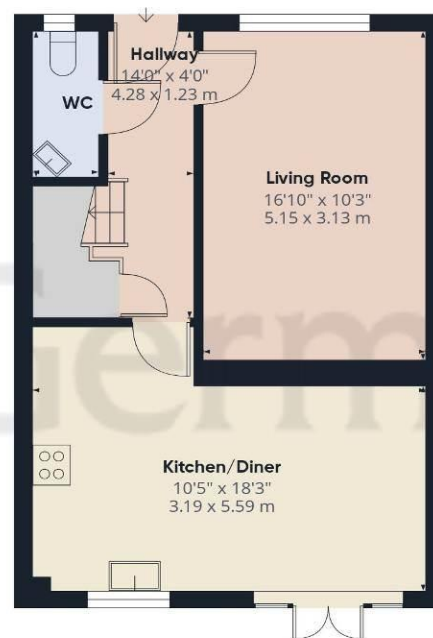 Hallway
14'0" x 4'0"
4.28 x 1.23 m
WC
Living Room
16'10" x 10'3"
5.15 x 3.13 m
Germ
Kitchen/Diner
10'5" x 18'3"
3.19 x 5.59 m